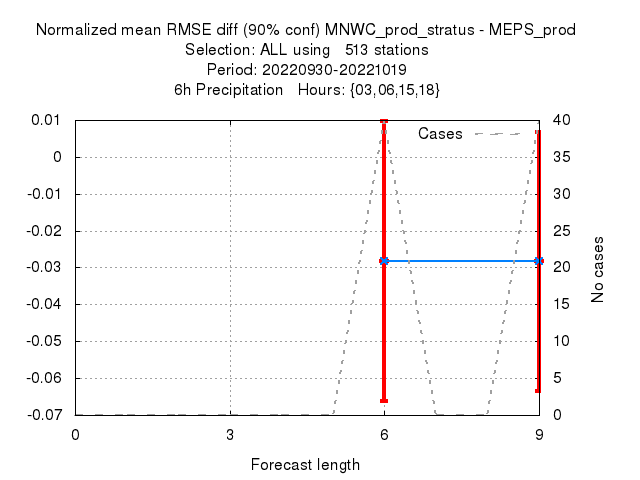 Normalized mean RMSE diff (90% conf) MNWC_prod_stratus - MEPS_prod
Selection: ALL using   513 stations
Period: 20220930-20221019
6h Precipitation   Hours: {03,06,15,18}
0.01
0
-0.01
-0.02
-0.03
-0.04
-0.05
-0.06
-0.07
Cases
40
35
30
25
20
15
10
5
0
No cases
0 3 6 9
Forecast length